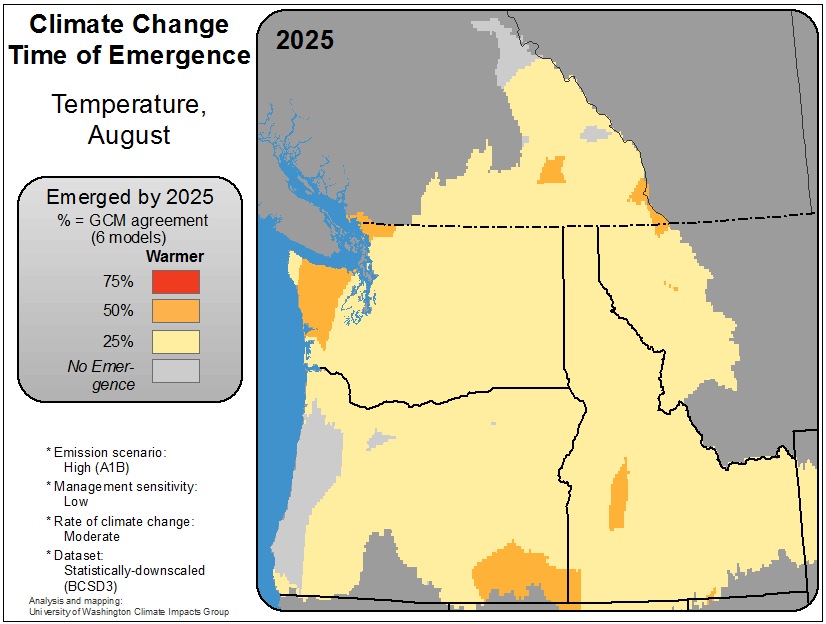 Climate Change
Time of Emergence
Temperature,
August
Emerged by 2025
% = GCM agreement
(6 models)
Warmer
75%
50%
25%
No Emer-
gence
* Emission scenario:
High (A1B)
* Management sensitivity:
Low
* Rate of climate change:
Moderate
* Dataset:
Statistically-downscaled
(BCSD3)
Analysis and mapping:
University of Washington Climate Impacts Group
2025